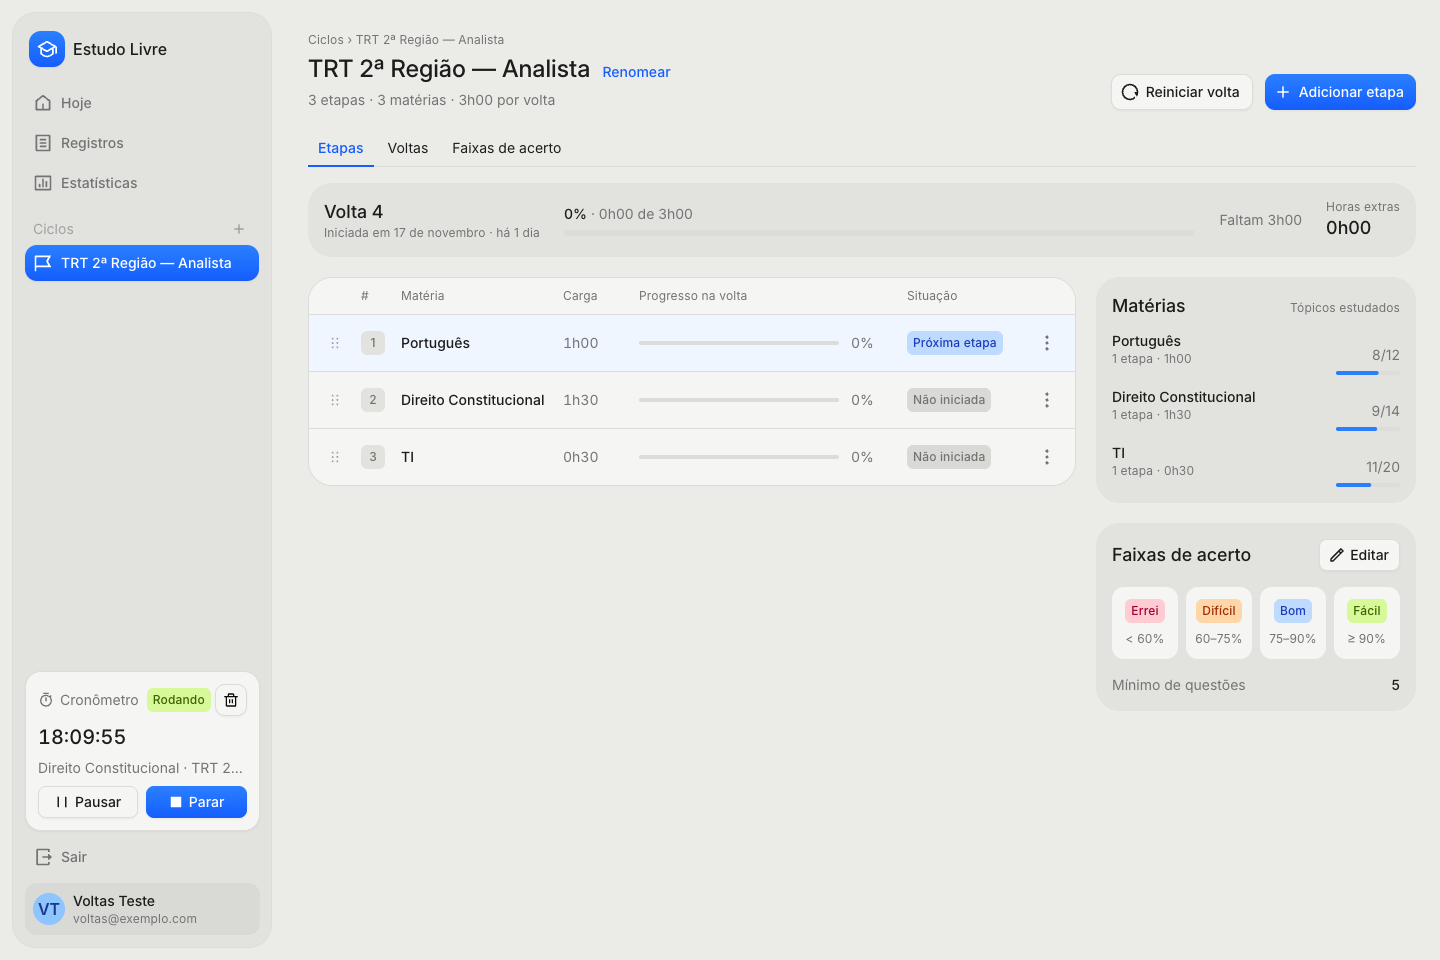 Estudo Livre
Hoje
Registros
Estatísticas
Ciclos
TRT 2ª Região — Analista
Cronômetro
Rodando
18:09:55
Direito Constitucional · TRT 2...
Pausar
Parar
Sair
VT
Voltas Teste
voltas@exemplo.com
Ciclos › TRT 2ª Região — Analista
TRT 2ª Região — Analista
Renomear
3 etapas · 3 matérias · 3h00 por volta
Reiniciar volta
Adicionar etapa
Etapas
Voltas
Faixas de acerto
Volta 4
Iniciada em 17 de novembro · há 1 dia
0% · 0h00 de 3h00
Faltam 3h00
Horas extras
0h00
# Matéria Carga Progresso na volta Situação
1 Português 1h00 0% Próxima etapa
2 Direito Constitucional 1h30 0% Não iniciada
3 TI 0h30 0% Não iniciada
Matérias
Tópicos estudados
Português
1 etapa · 1h00
8/12
Direito Constitucional
1 etapa · 1h30
9/14
TI
1 etapa · 0h30
11/20
Faixas de acerto
Editar
Errei
< 60%
Difícil
60–75%
Bom
75–90%
Fácil
≥ 90%
Mínimo de questões
5